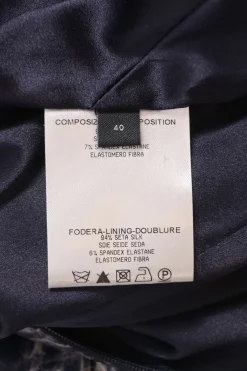 COMPOSIZ
POSITION
40
7% SPANDEX ELASTANE
ELASTOMERO FIBRA
FODERA-LINING-DOUBLURE
94% SETA SILK
SOIE SEIDE SEDA
6% SPANDEX ELASTANE
ELASTOMERO FIBRA